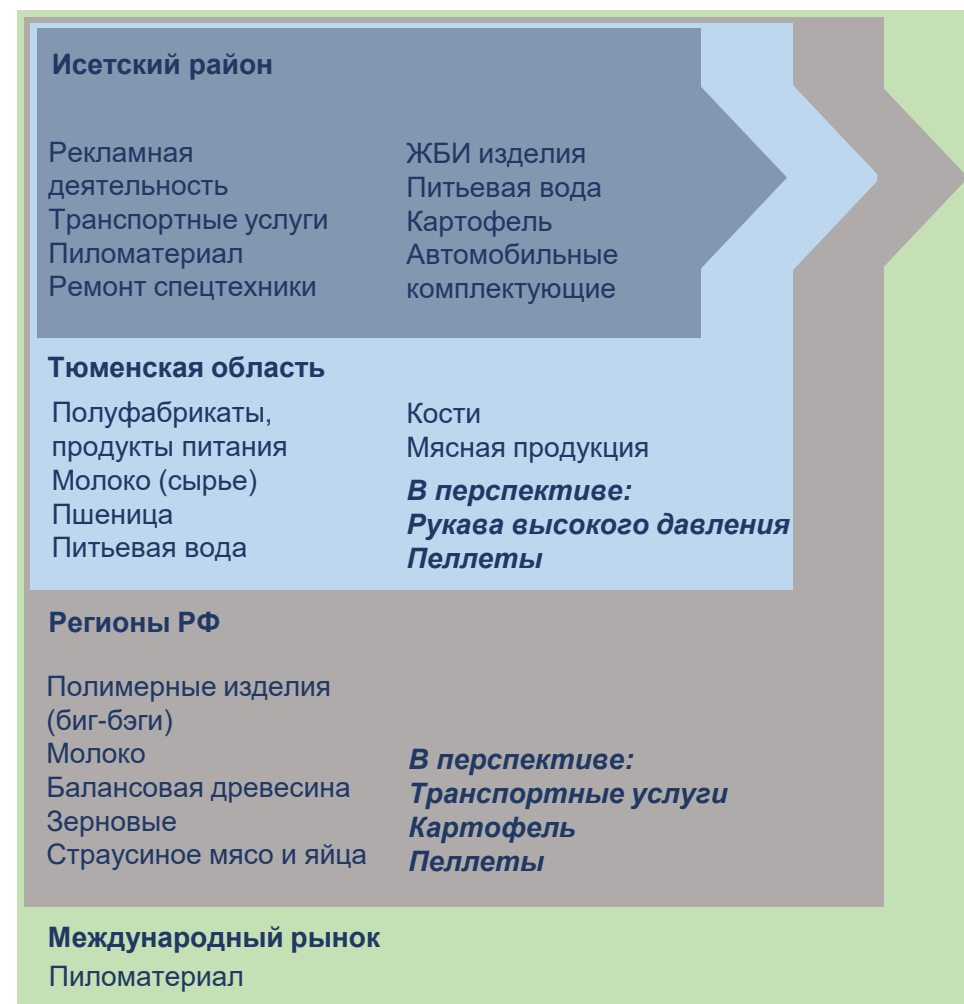 Исетский район
Рекламная
деятельность
Транспортные услуги
Пиломатериал
Ремонт спецтехники
ЖБИ изделия
Питьевая вода
Картофель
Автомобильные
комплектующие
Тюменская область
Полуфабрикаты,
продукты питания
Молоко (сырье)
Пшеница
Питьевая вода
Кости
Мясная продукция
В перспективе:
Рукава высокого давления
Пеллеты
Регионы РФ
Полимерные изделия
(биг-бэги)
Молоко
Балансовая древесина
Зерновые
Страусиное мясо и яйца
В перспективе:
Транспортные услуги
Картофель
Пеллеты
Международный рынок
Пиломатериал